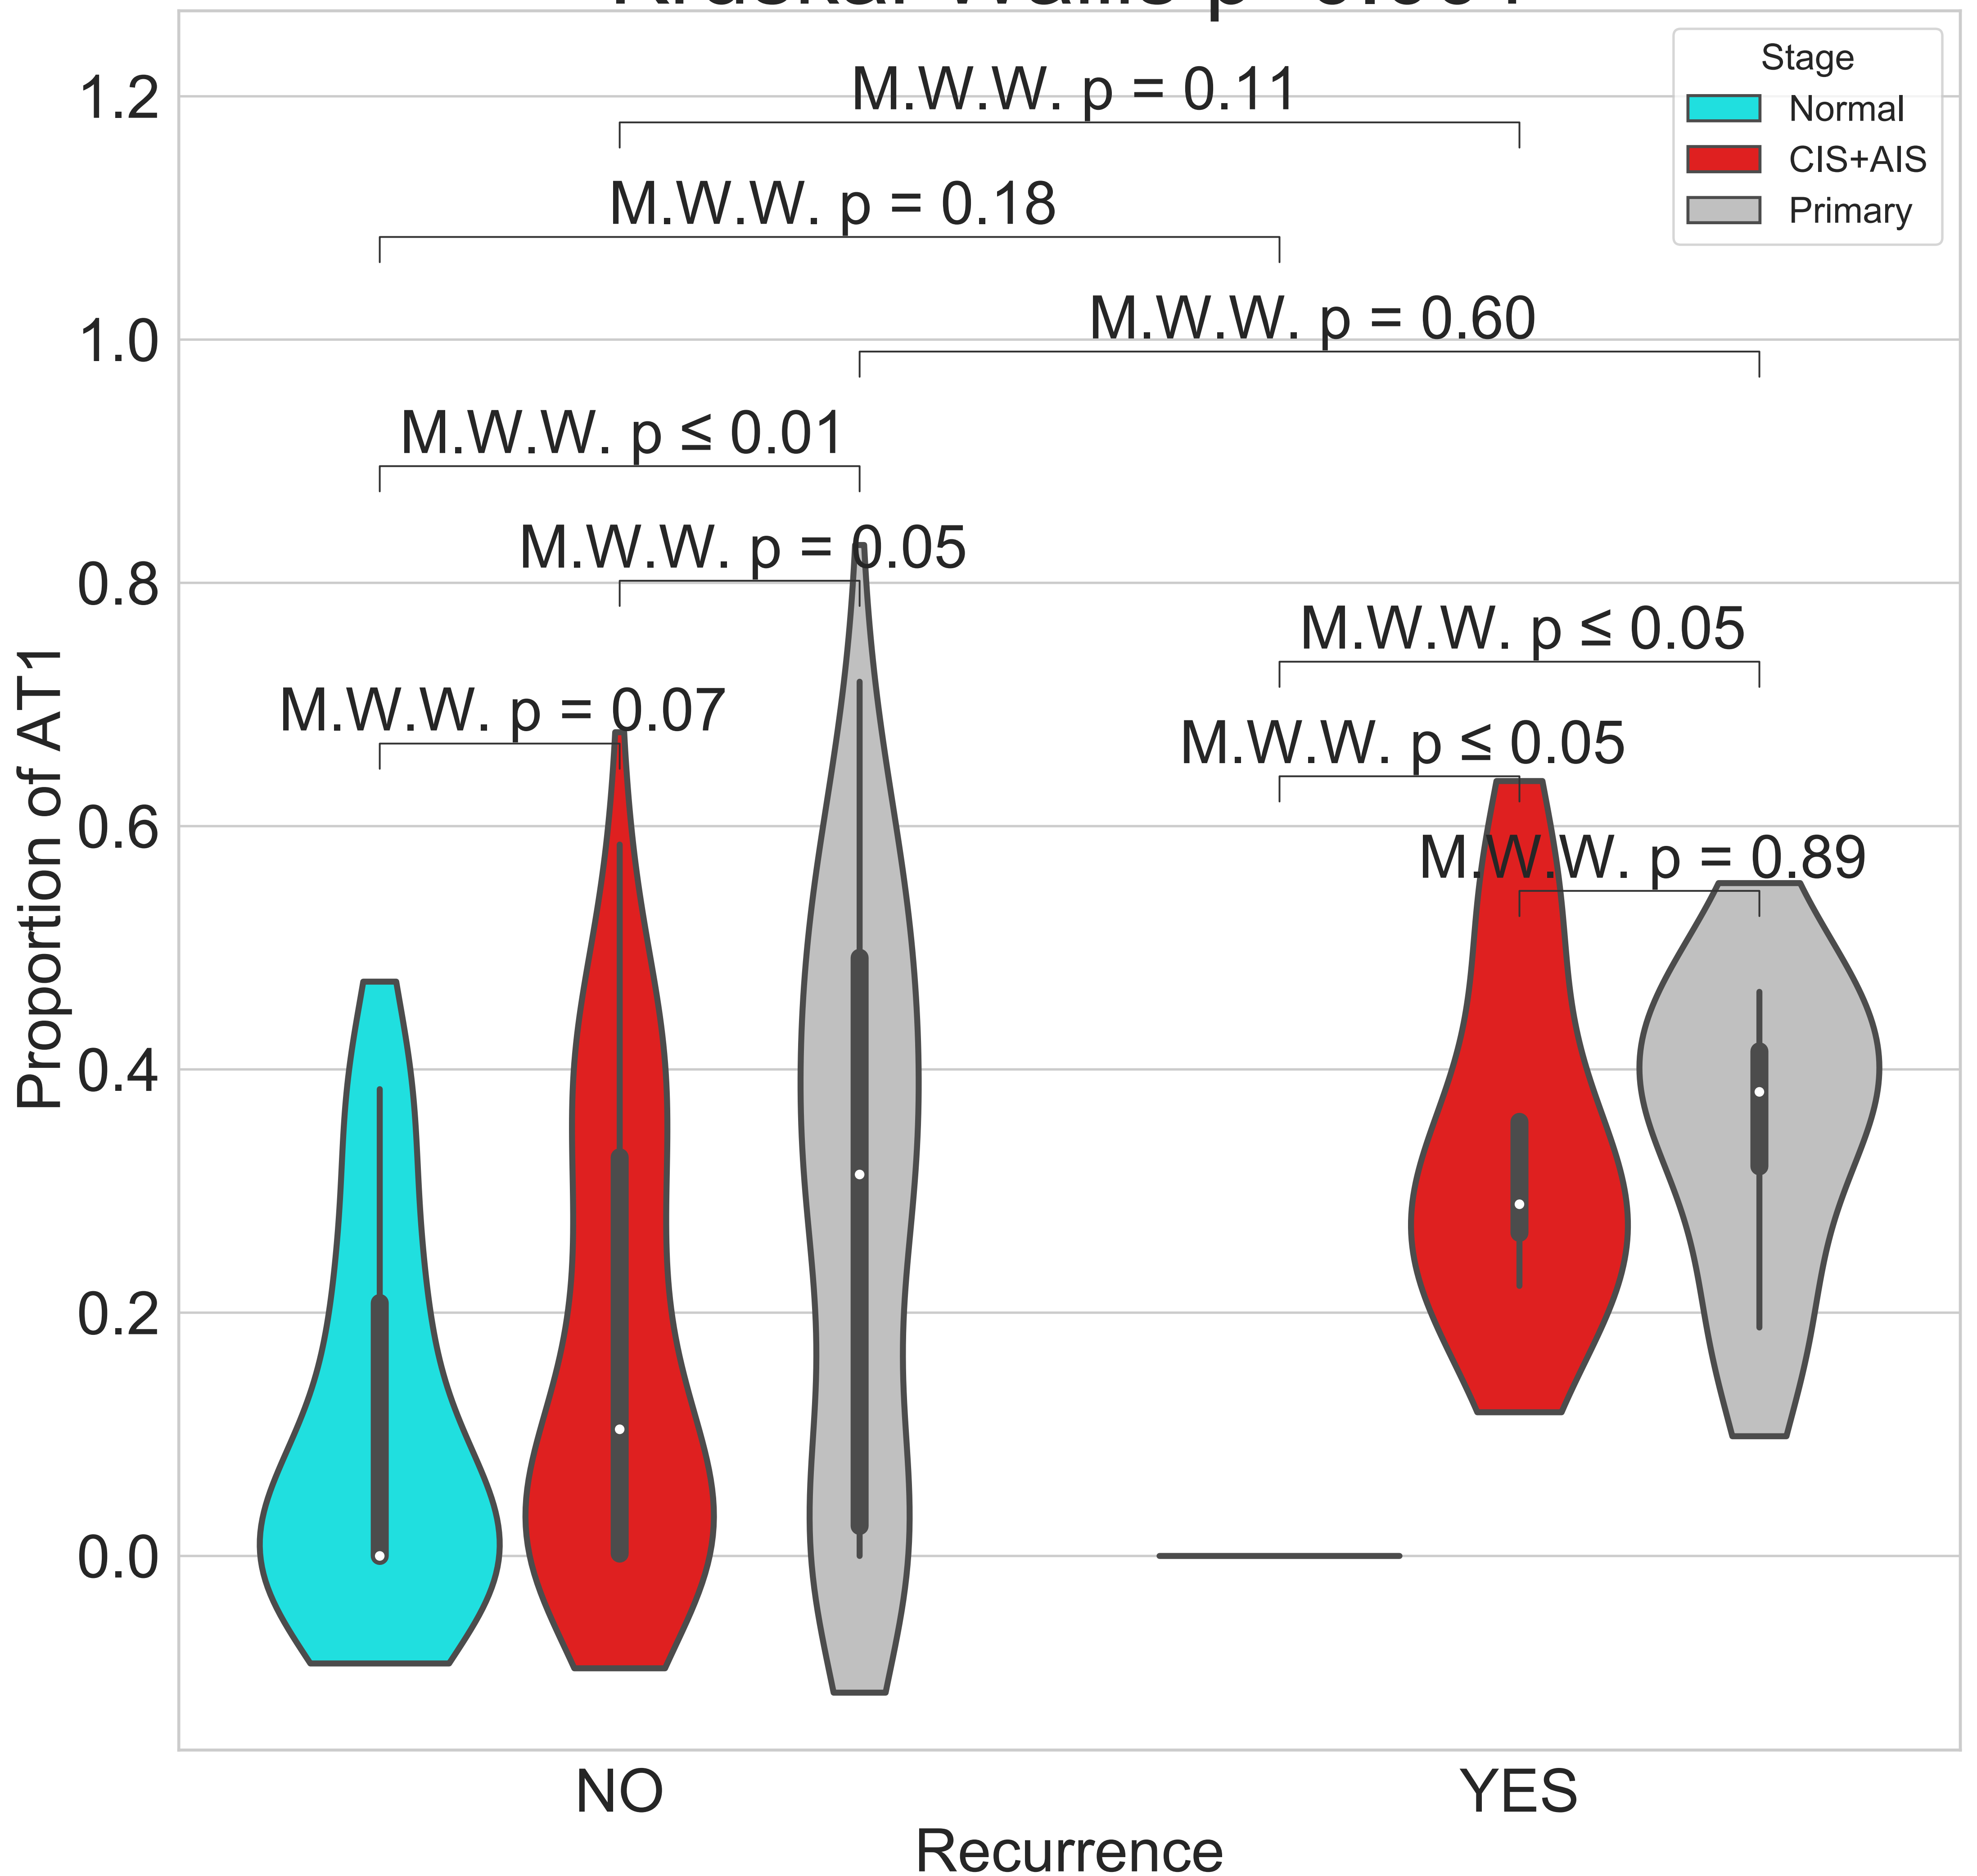 1.2
1.0
0.8
0.6
0.4
0.2
0.0
Proportion of AT1
M.W.W. p = 0.11
M.W.W. p = 0.18
M.W.W. p = 0.60
M.W.W. p ≤ 0.01
M.W.W. p = 0.05
M.W.W. p = 0.07
M.W.W. p ≤ 0.05
M.W.W. p ≤ 0.05
M.W.W. p = 0.89
Stage
Normal
CIS+AIS
Primary
NO
YES
Recurrence